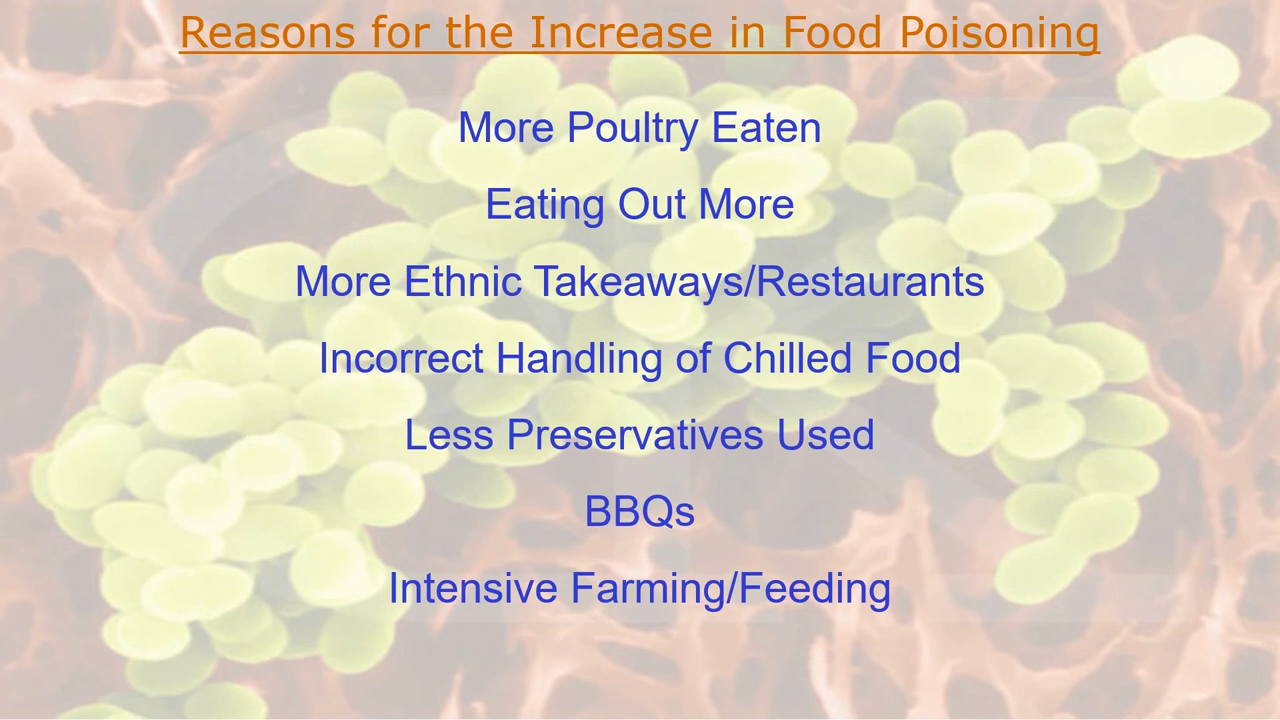 Reasons for the Increase in Food Poisoning
More Poultry Eaten
Eating Out More
More Ethnic Takeaways/Restaurants
Incorrect Handling of Chilled Food
Less Preservatives Used
BBQs
Intensive Farming/Feeding